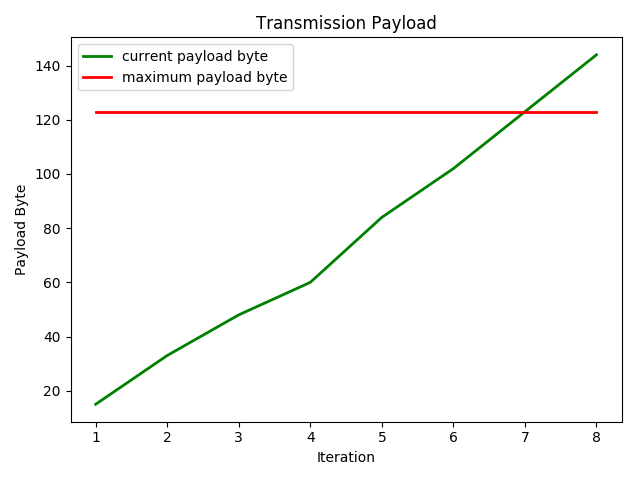 Transmission Payload
current payload byte
maximum payload byte
140
120
100
80
60
40
20
Payload Byte
1 2 3 4 5 6 7 8
Iteration